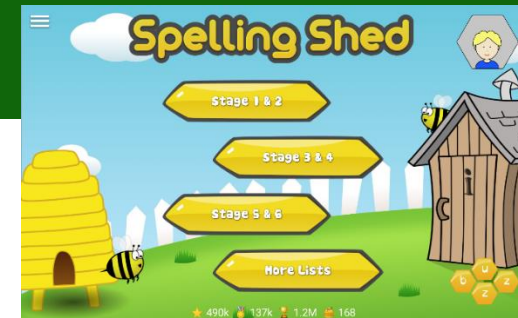 Spelling Shed
Stage 1 & 2
Stage 3 & 4
Stage 5 & 6
More Lists
490k 137k 1.2M 168
b u z z